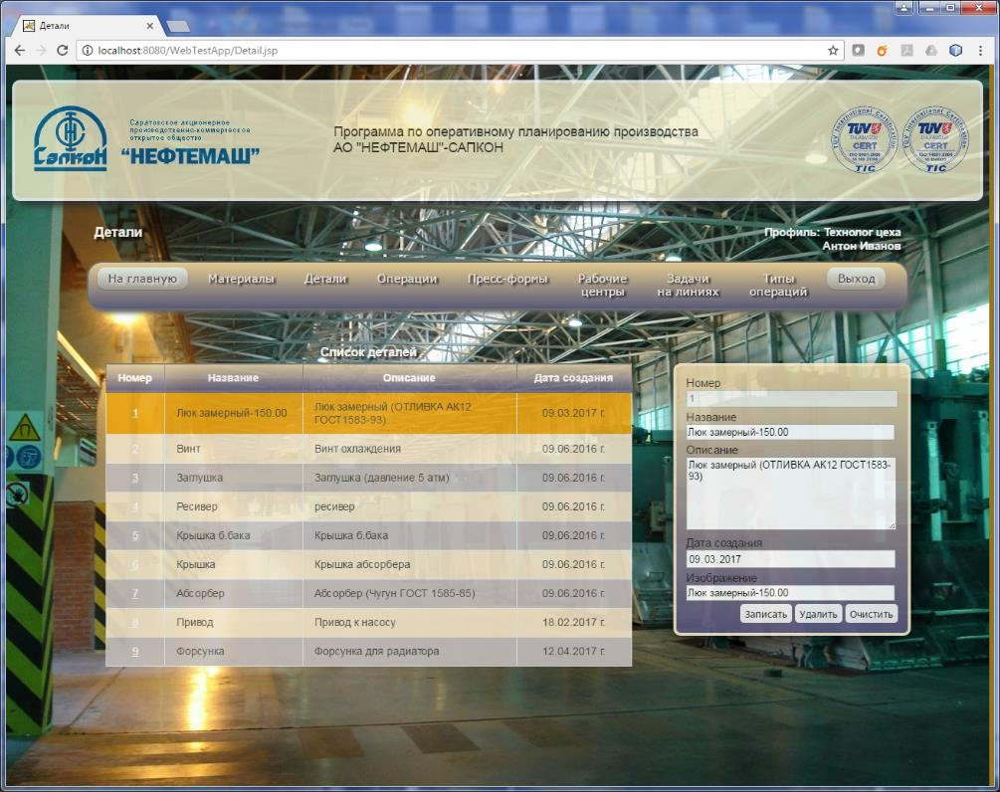 Детали
localhost:8080/WebTestApp/Detail.jsp
Саратовское акционерное
производственно-коммерческое
открытое общество
Сапкон
"НЕФТЕМАШ"
Программа по оперативному планированию производства
АО "НЕФТЕМАШ"-САПКОН
TUV CERT
TIC
TUV CERT
TIC
Детали
Профиль: Технолог цеха
Антон Иванов
На главную Материалы Детали Операции Пресс-формы Рабочие центры Задачи на линиях Типы операций Выход
Список деталей
Номер Название Описание Дата создания
1 Люк замерный-150.00 Люк замерный (ОТЛИВКА АК12 ГОСТ1583-93) 09.03.2017 г.
2 Винт Винт охлаждения 09.06.2016 г.
3 Заглушка Заглушка (давление 5 атм) 09.06.2016 г.
4 Ресивер ресивер 09.06.2016 г.
5 Крышка б.бака Крышка б.бака 09.06.2016 г.
6 Крышка Крышка абсорбера 09.06.2016 г.
7 Абсорбер Абсорбер (Чугун ГОСТ 1585-85) 09.06.2016 г.
8 Привод Привод к насосу 18.02.2017 г.
9 Форсунка Форсунка для радиатора 12.04.2017 г.
Номер
1
Название
Люк замерный-150.00
Описание
Люк замерный (ОТЛИВКА АК12 ГОСТ1583-
93)
Дата создания
09.03.2017
Изображение
Люк замерный-150.00
Записать Удалить Очистить